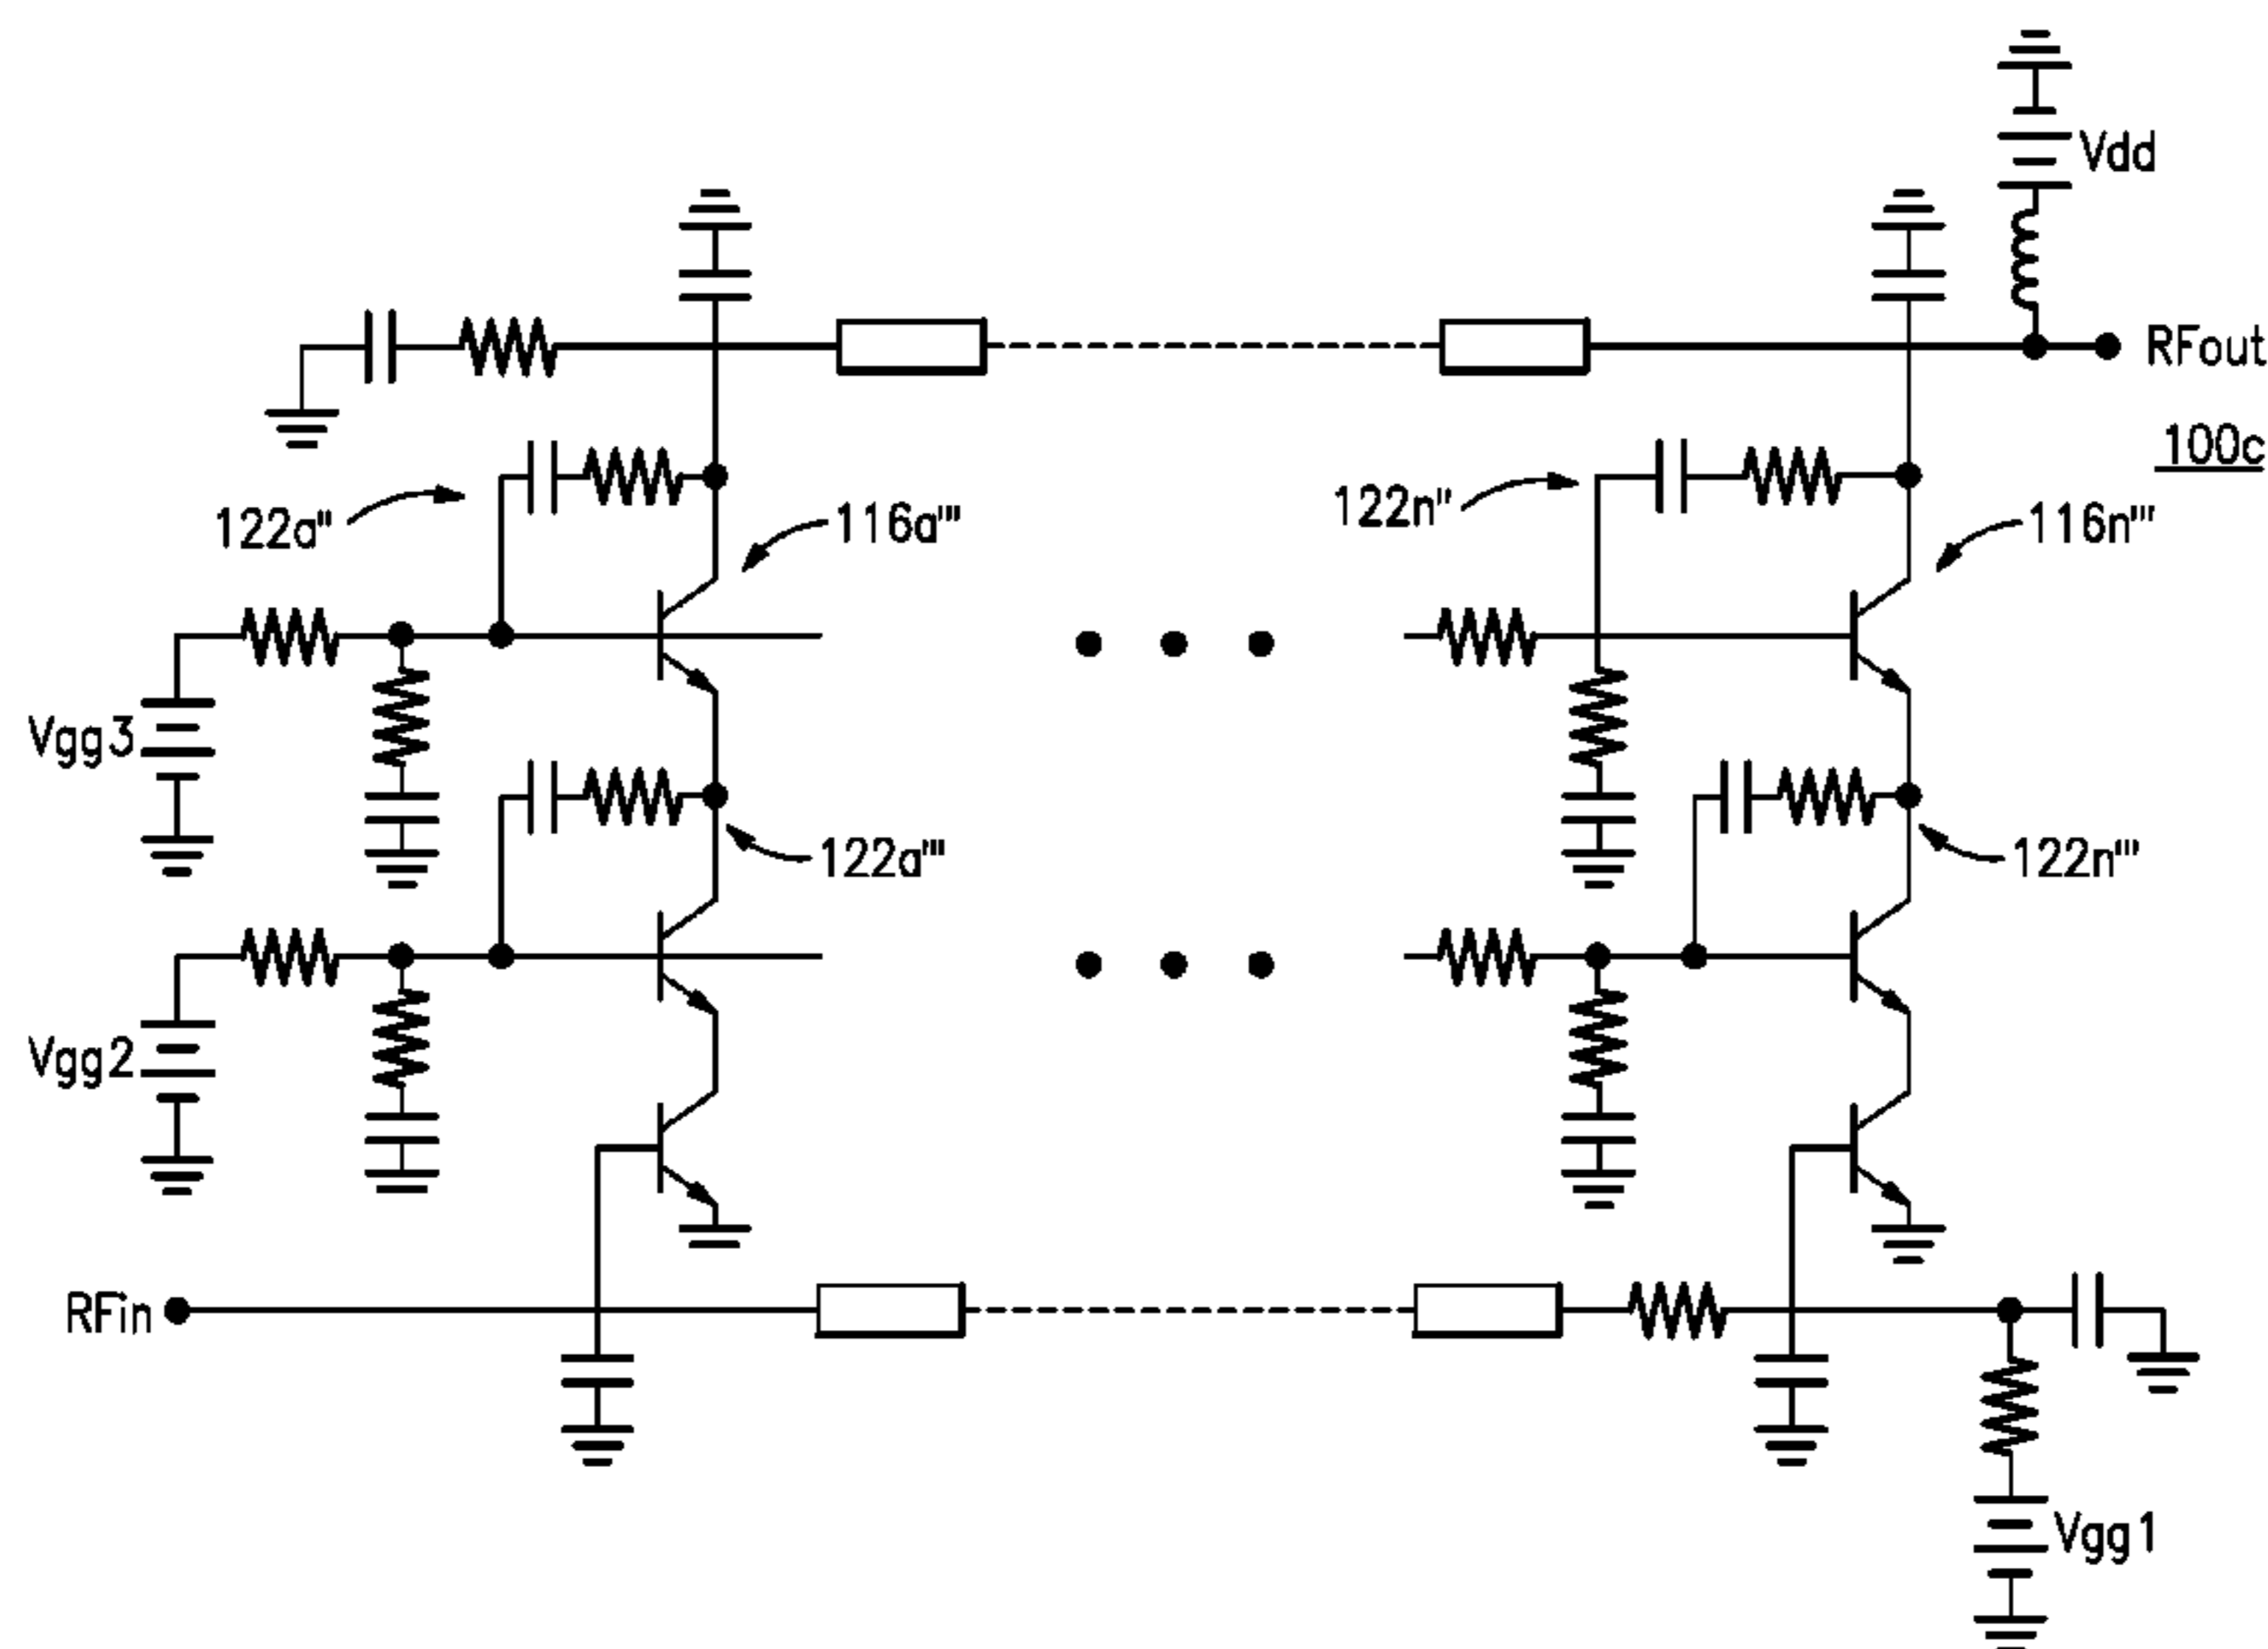 Vdd
RFout
100c
122a"
116a'''
122n"
116n'''
Vgg3
122a'''
122n'''
Vgg2
RFin
Vgg1